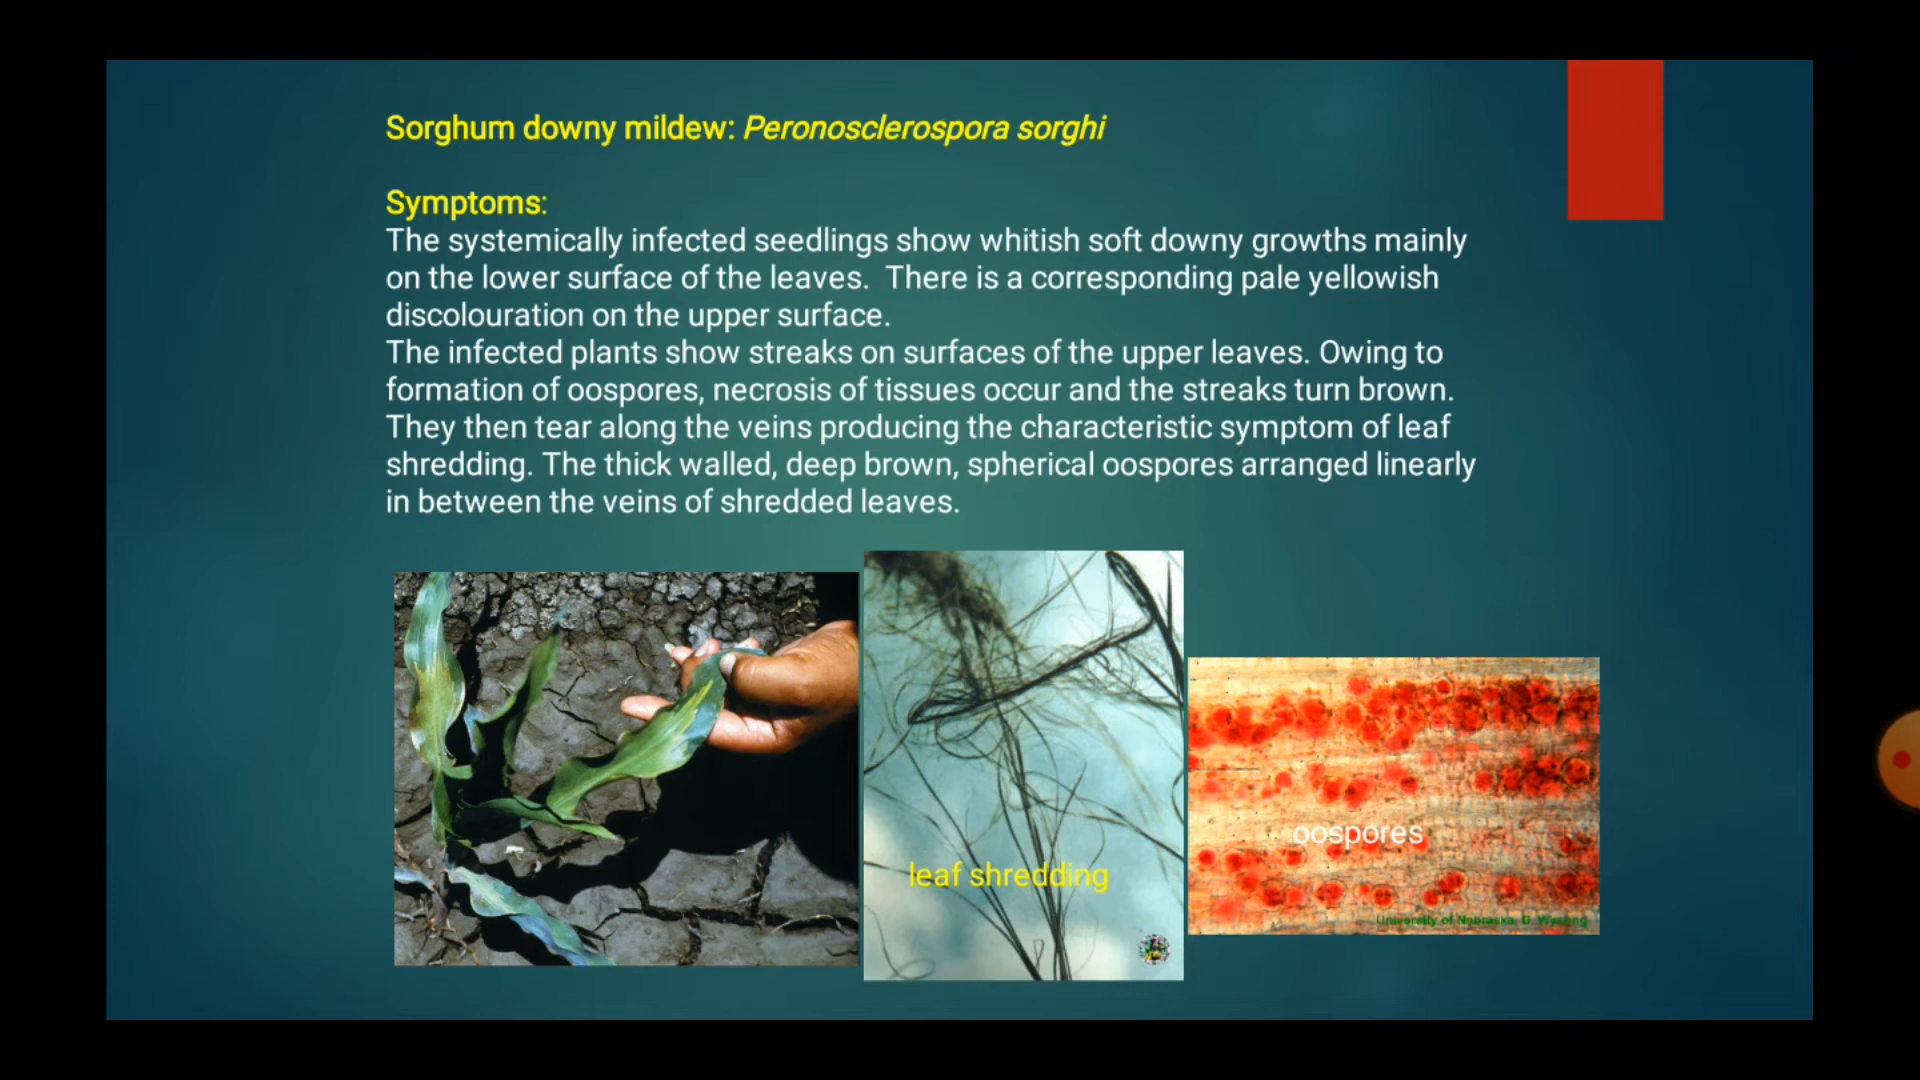 Sorghum downy mildew: Peronosclerospora sorghi
Symptoms:
The systemically infected seedlings show whitish soft downy growths mainly
on the lower surface of the leaves.  There is a corresponding pale yellowish
discolouration on the upper surface.
The infected plants show streaks on surfaces of the upper leaves. Owing to
formation of oospores, necrosis of tissues occur and the streaks turn brown.
They then tear along the veins producing the characteristic symptom of leaf
shredding. The thick walled, deep brown, spherical oospores arranged linearly
in between the veins of shredded leaves.
leaf shredding
oospores
University of Nebraska, D. Wysong